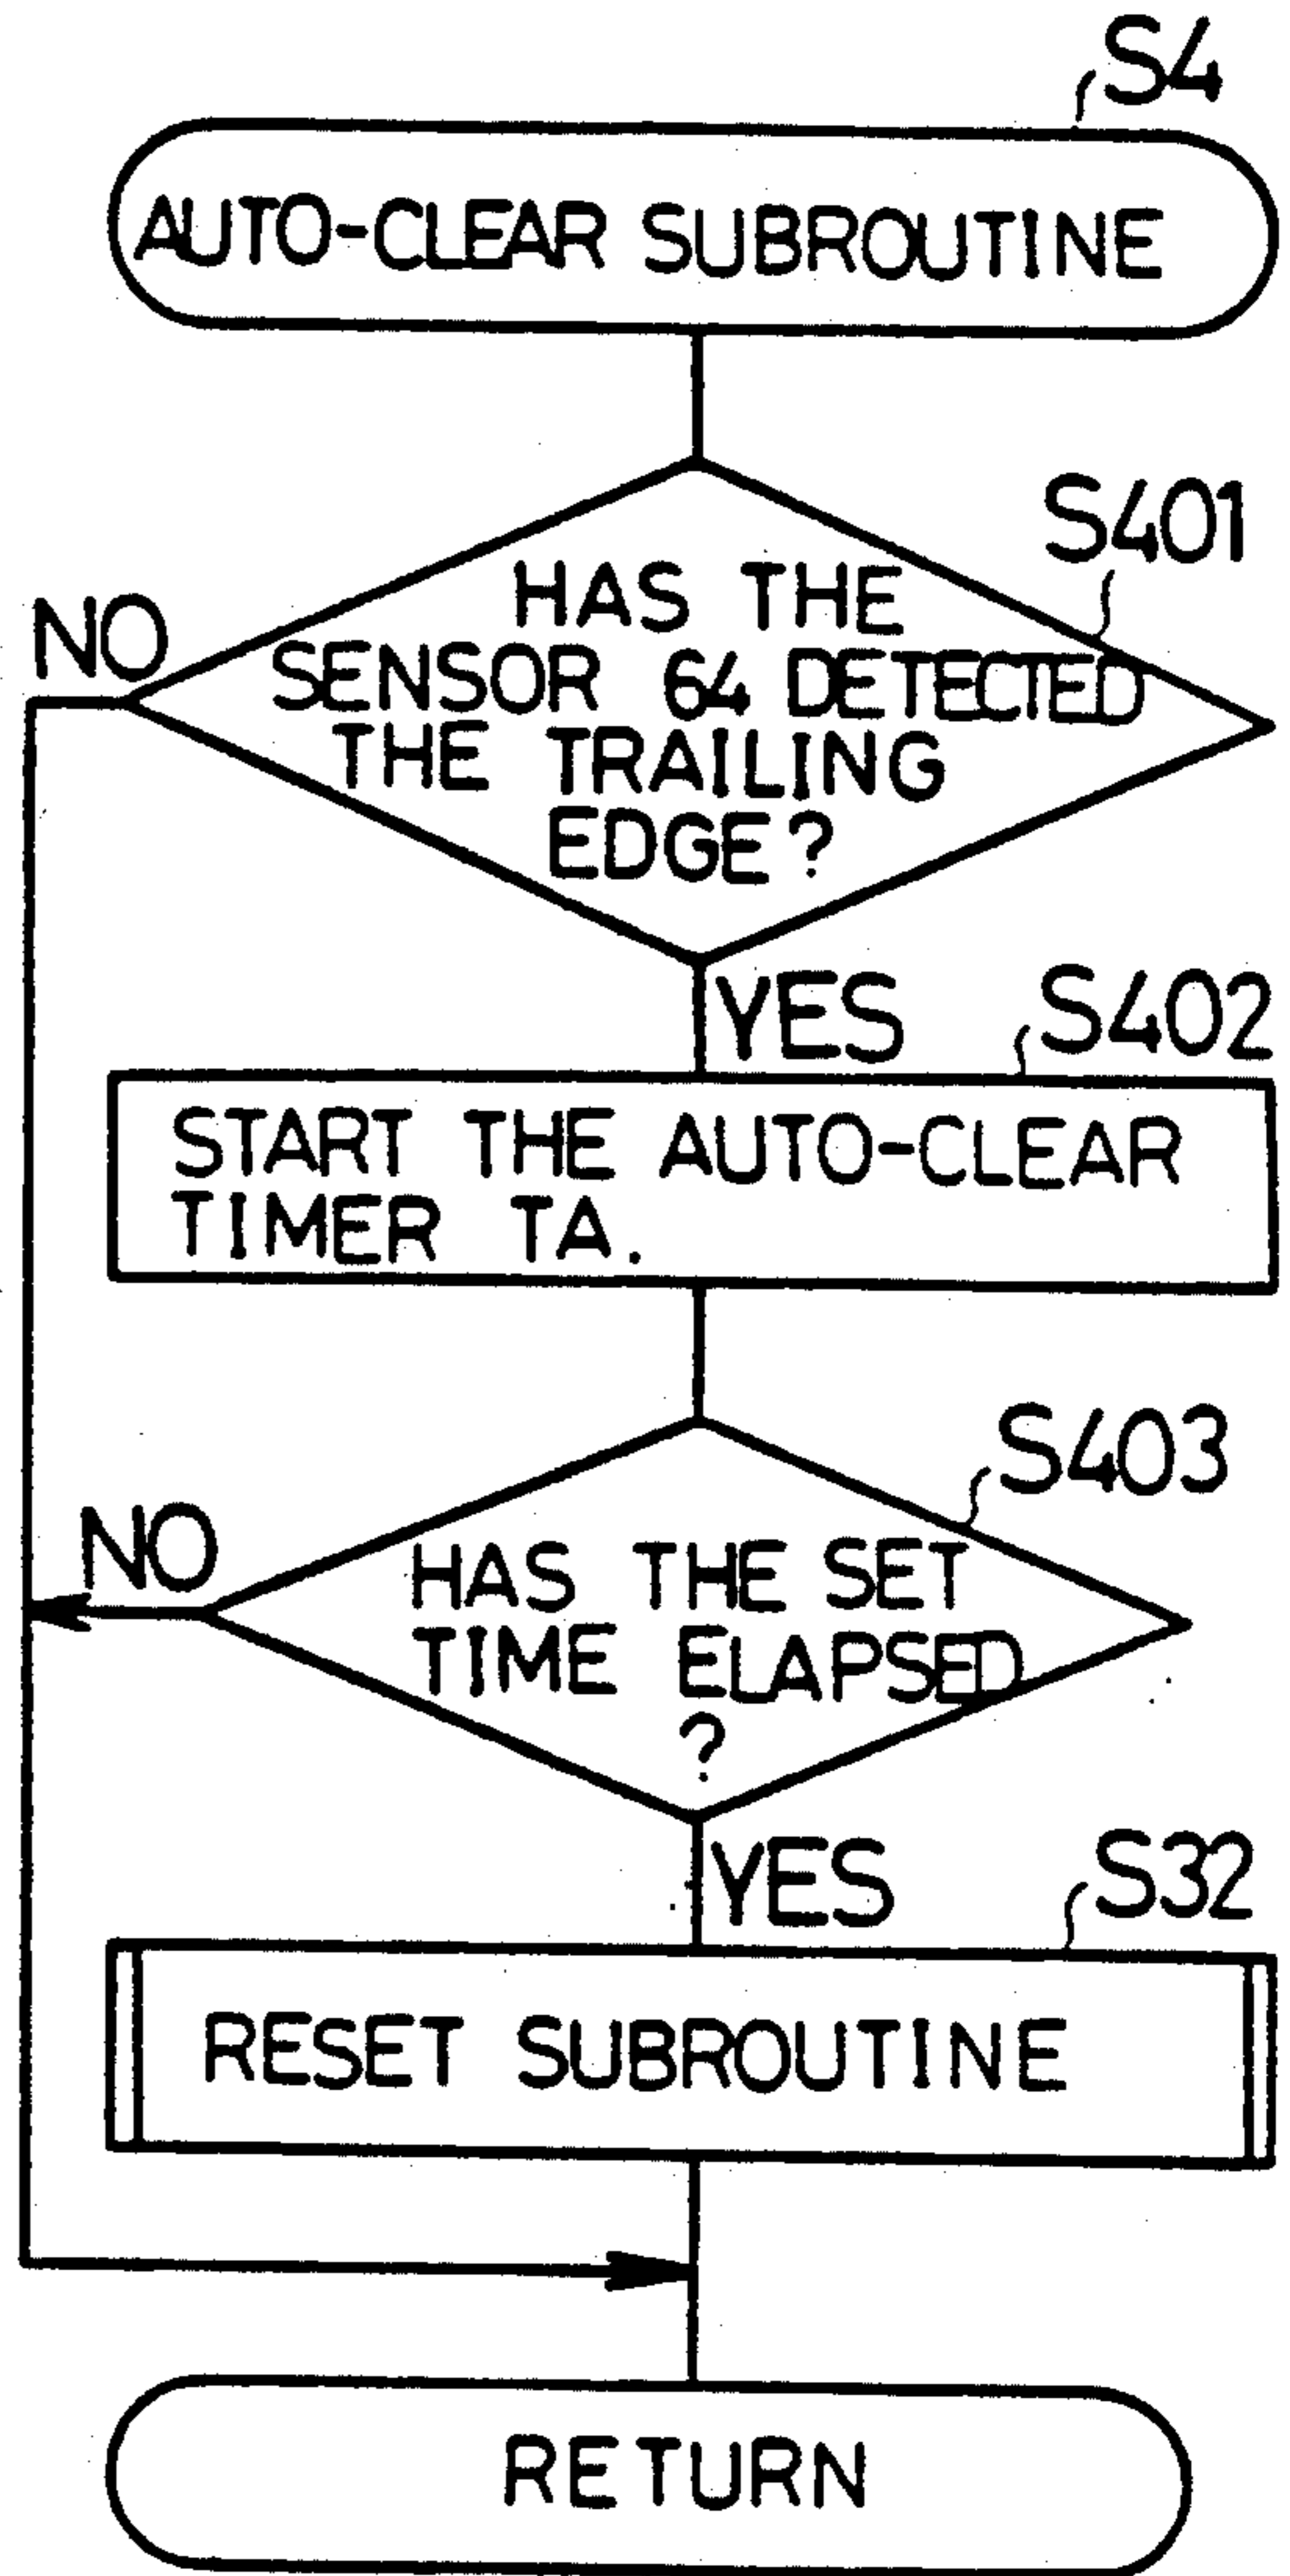 S4
AUTO-CLEAR SUBROUTINE
S401
NO
HAS THE
SENSOR 64 DETECTED
THE TRAILING
EDGE?
YES
S402
START THE AUTO-CLEAR
TIMER TA.
S403
NO
HAS THE SET
TIME ELAPSED
?
YES
S32
RESET SUBROUTINE
RETURN